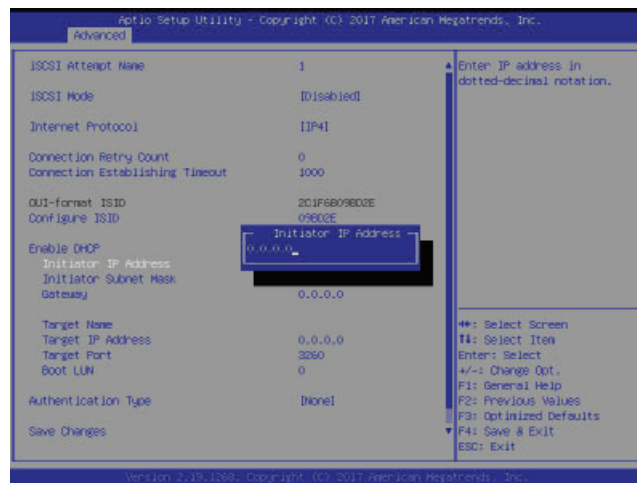 Aptio Setup Utility - Copyright (C) 2017 American Megatrends, Inc.
Advanced
iSCSI Attempt Name 1
iSCSI Mode [Disabled]
Internet Protocol [IP4]
Connection Retry Count 0
Connection Establishing Timeout 1000
OUI-format ISID 2C1F6B09BD2E
Configure ISID 09BD2E
Enable DHCP
Initiator IP Address
Initiator Subnet Mask
Gateway 0.0.0.0
Target Name
Target IP Address 0.0.0.0
Target Port 3260
Boot LUN 0
Authentication Type [None]
Save Changes
Initiator IP Address
0.0.0.0_
Enter IP address in
dotted-decimal notation.
→←: Select Screen
↑↓: Select Item
Enter: Select
+/-: Change Opt.
F1: General Help
F2: Previous Values
F3: Optimized Defaults
F4: Save & Exit
ESC: Exit
Version 2.19.1268. Copyright (C) 2017 American Megatrends, Inc.